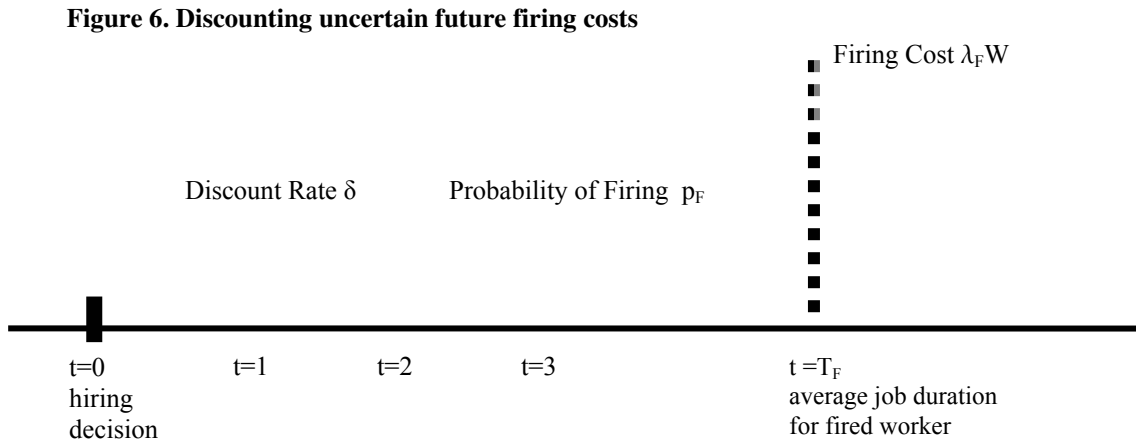 Figure 6. Discounting uncertain future firing costs
Firing Cost λFW
Discount Rate δ
Probability of Firing pF
t=0
hiring
decision
t=1
t=2
t=3
t =TF
average job duration
for fired worker